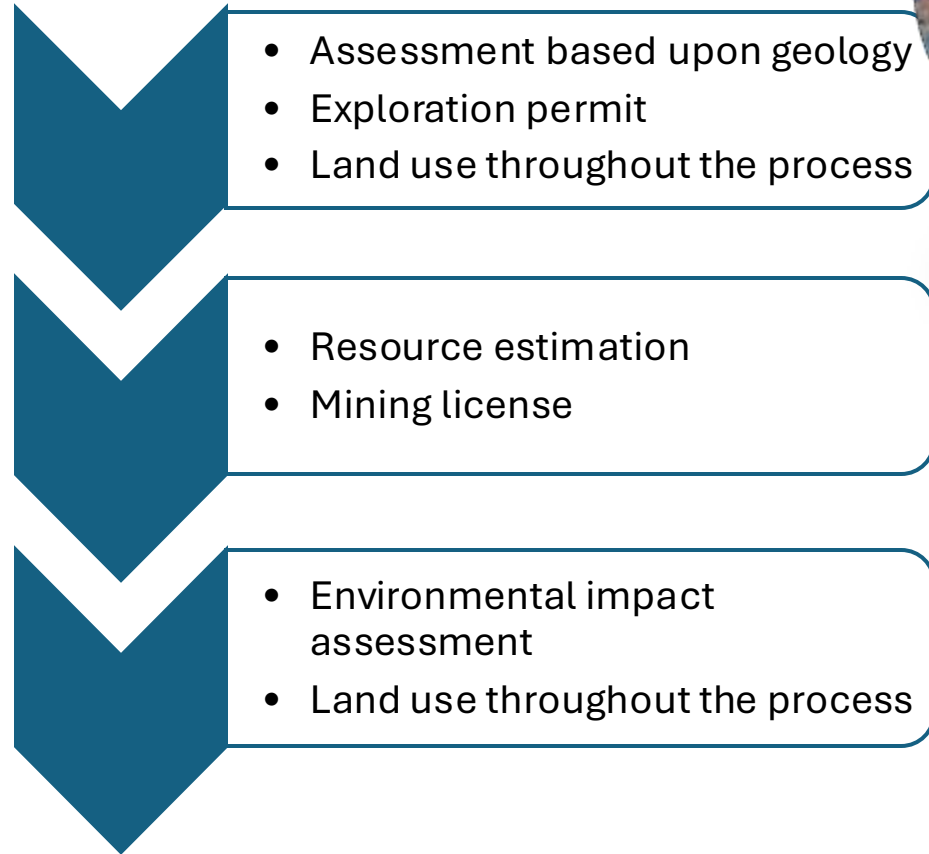 • Assessment based upon geology
• Exploration permit
• Land use throughout the process
• Resource estimation
• Mining license
• Environmental impact
assessment
• Land use throughout the process